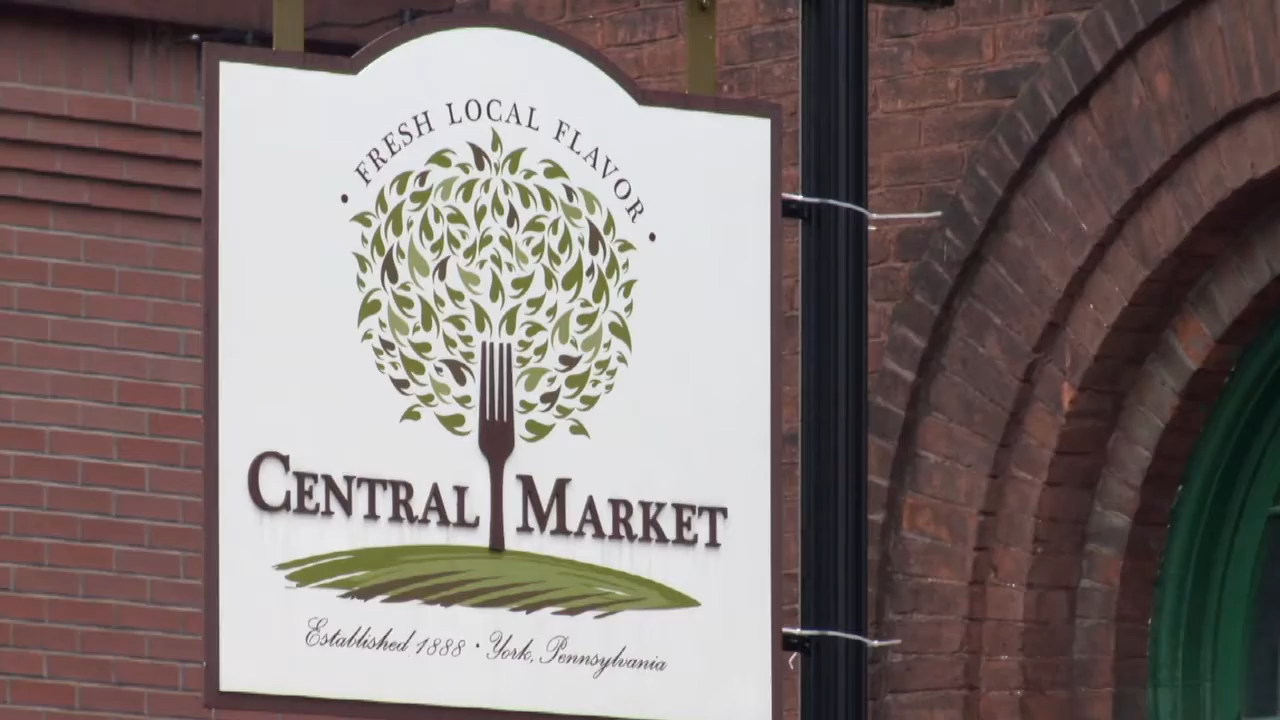 • FRESH LOCAL FLAVOR •
CENTRAL MARKET
Established 1888 • York, Pennsylvania